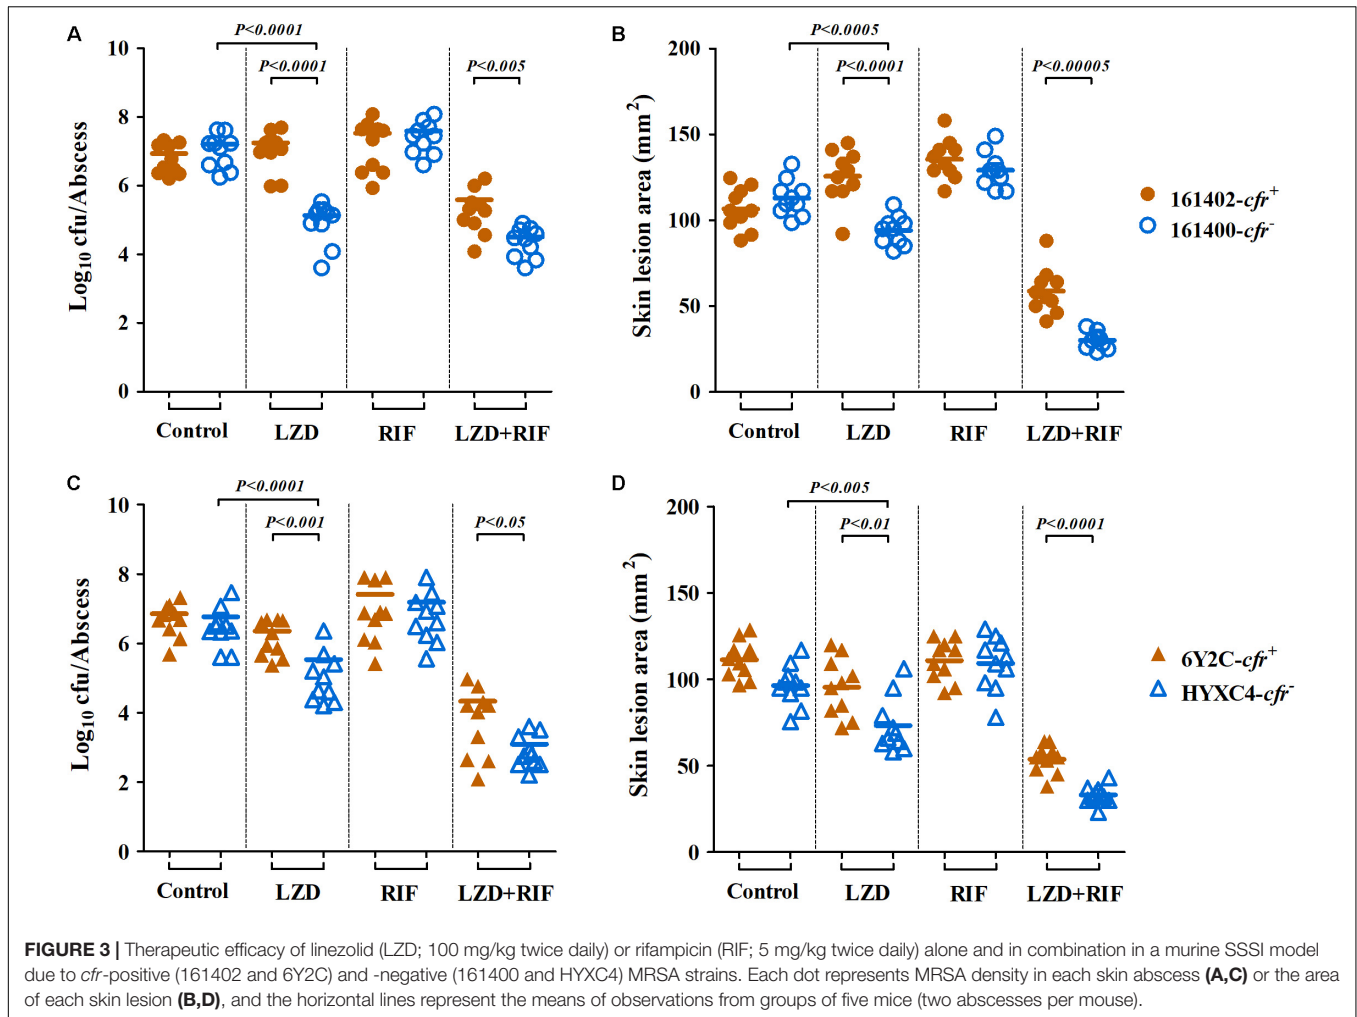 A
P<0.0001
P<0.0001
P<0.005
Log10 cfu/Abscess
10
8
6
4
2
0
Control LZD RIF LZD+RIF
B
P<0.0005
P<0.0001
P<0.00005
Skin lesion area (mm2)
200
150
100
50
0
Control LZD RIF LZD+RIF
161402-cfr+
161400-cfr-
C
P<0.0001
P<0.001
P<0.05
Log10 cfu/Abscess
10
8
6
4
2
0
Control LZD RIF LZD+RIF
D
P<0.005
P<0.01
P<0.0001
Skin lesion area (mm2)
200
150
100
50
0
Control LZD RIF LZD+RIF
6Y2C-cfr+
HYXC4-cfr-
FIGURE 3 | Therapeutic efficacy of linezolid (LZD; 100 mg/kg twice daily) or rifampicin (RIF; 5 mg/kg twice daily) alone and in combination in a murine SSSI model
due to cfr-positive (161402 and 6Y2C) and -negative (161400 and HYXC4) MRSA strains. Each dot represents MRSA density in each skin abscess (A,C) or the area
of each skin lesion (B,D), and the horizontal lines represent the means of observations from groups of five mice (two abscesses per mouse).